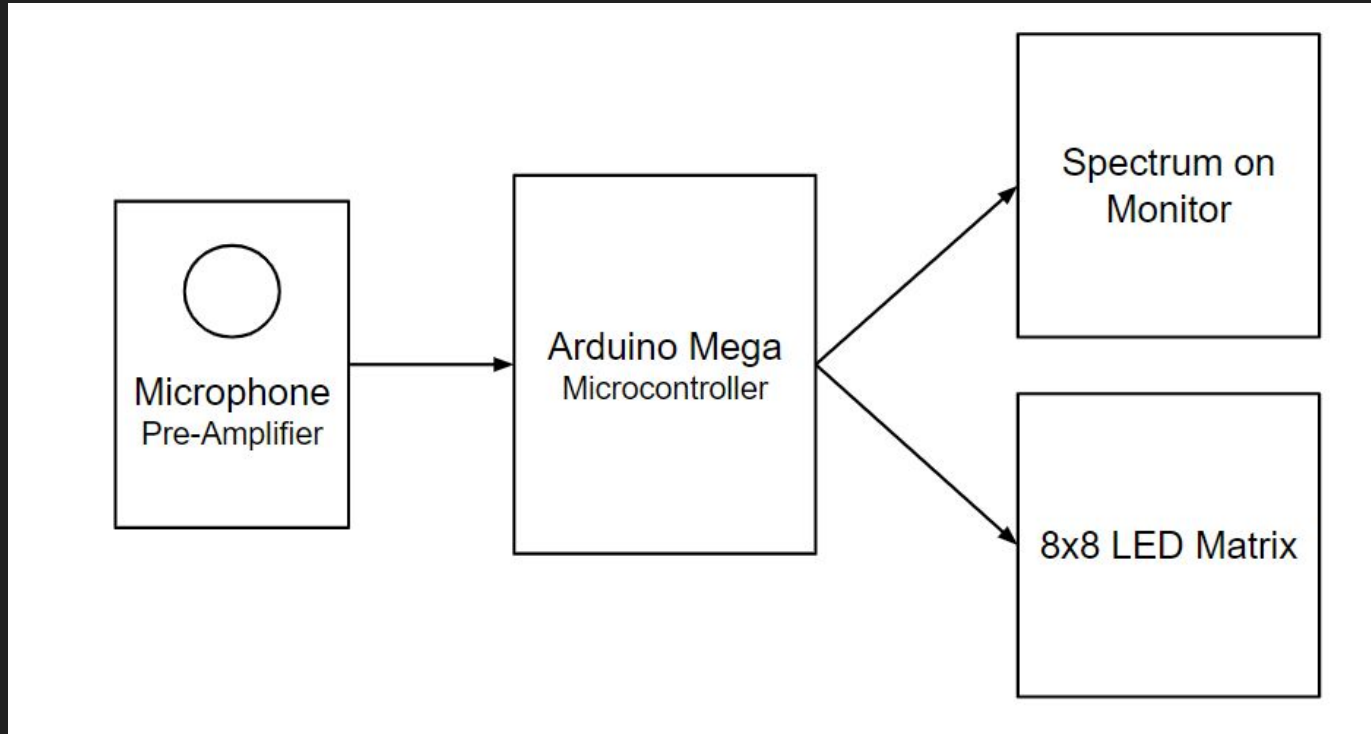 Microphone
Pre-Amplifier
Arduino Mega
Microcontroller
Spectrum on
Monitor
8x8 LED Matrix